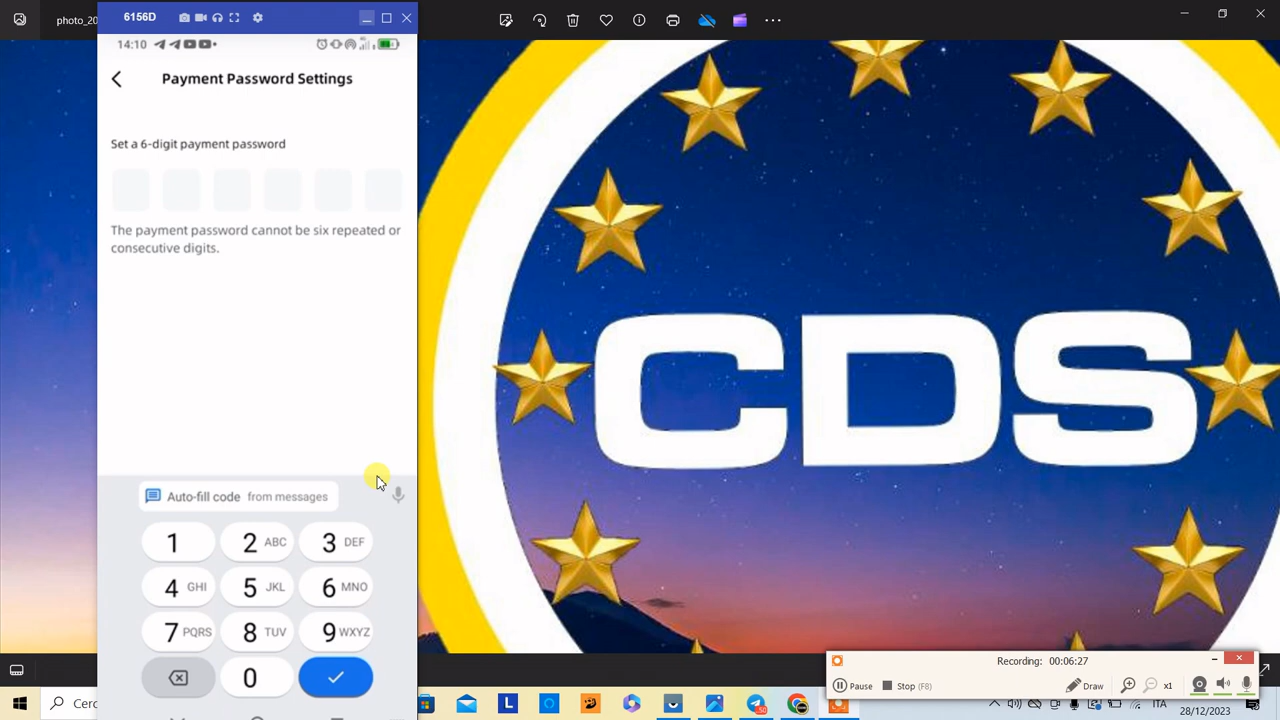 photo_20
6156D
14:10
Payment Password Settings
Set a 6-digit payment password
The payment password cannot be six repeated or
consecutive digits.
Auto-fill code from messages
1
2 ABC
3 DEF
4 GHI
5 JKL
6 MNO
7 PQRS
8 TUV
9 WXYZ
0
CDS
Recording: 00:06:27
Pause
Stop (F8)
x1
Draw
Cerc
L
50
ITA
28/12/2023